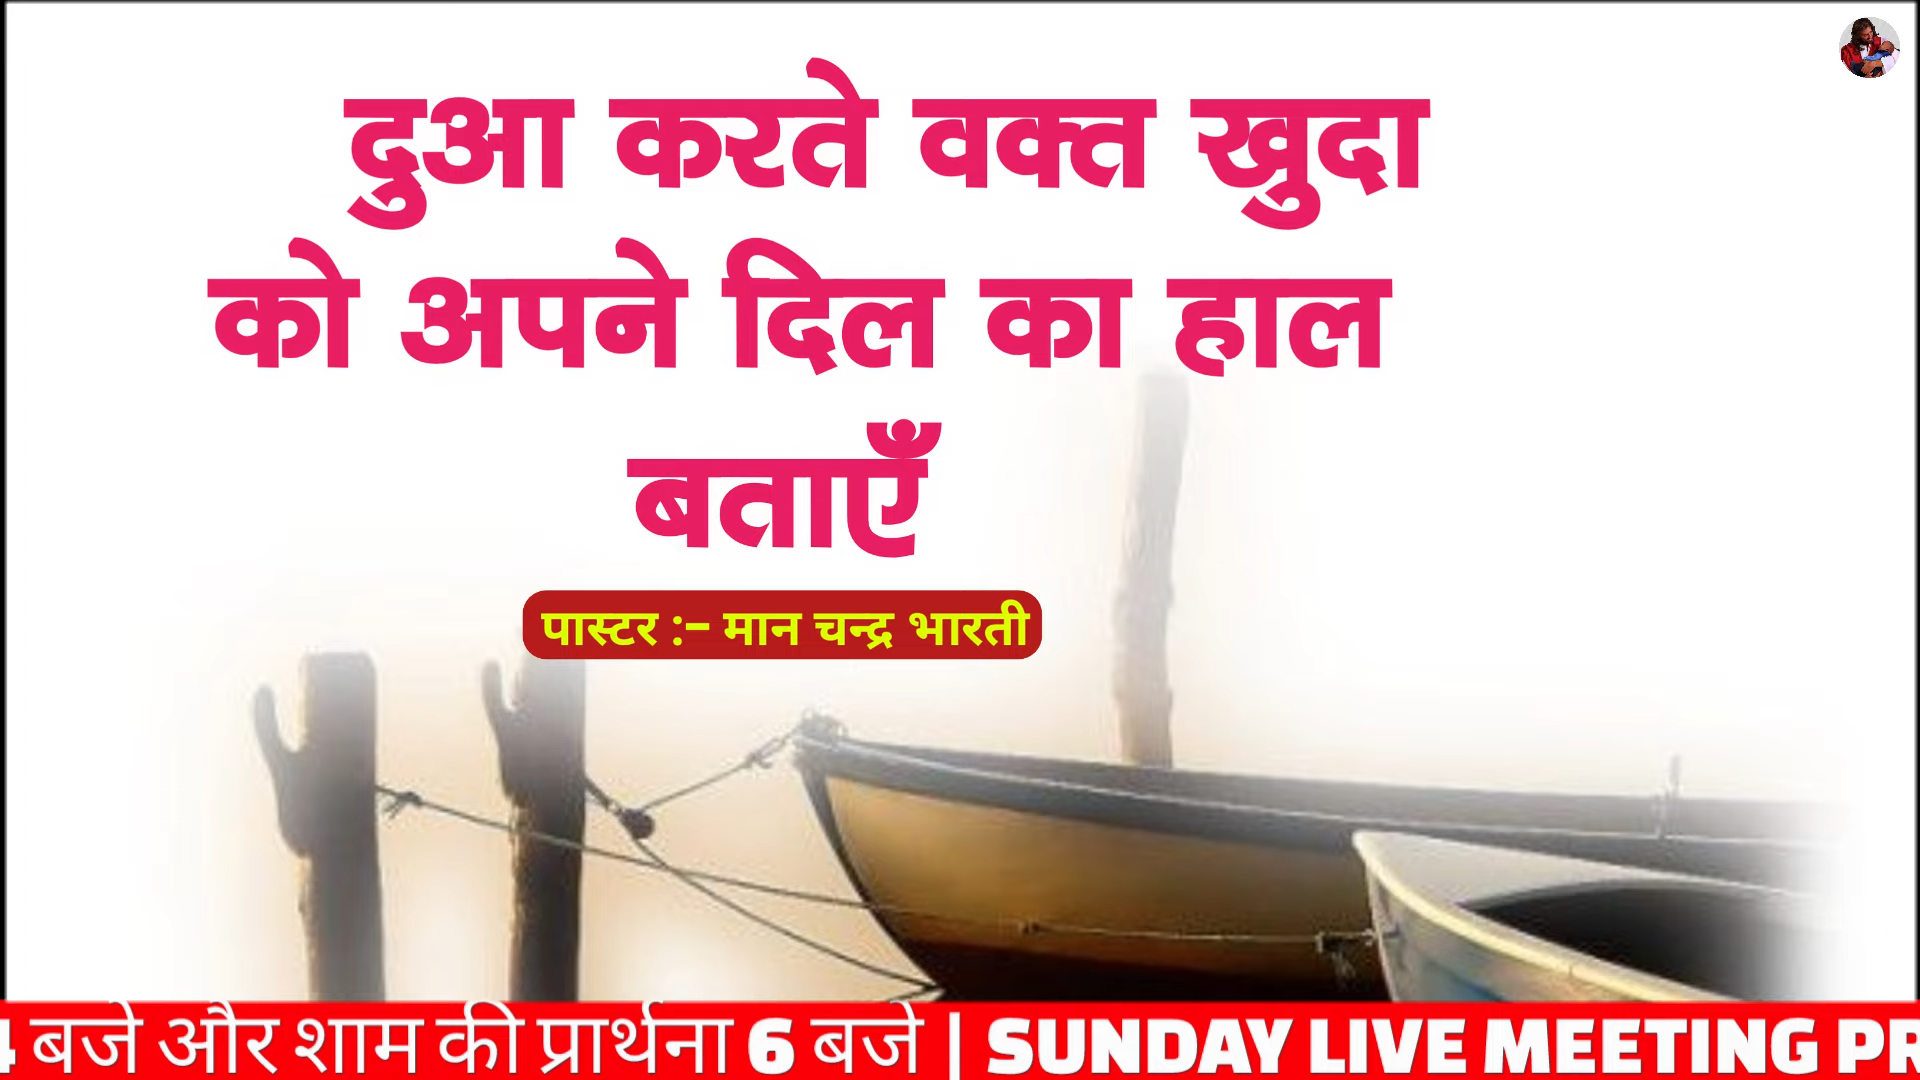 दुआ करते वक्त खुदा
को अपने दिल का हाल
बताएँ
पास्टर :- मान चन्द्र भारती
बजे और शाम की प्रार्थना 6 बजे | SUNDAY LIVE MEETING